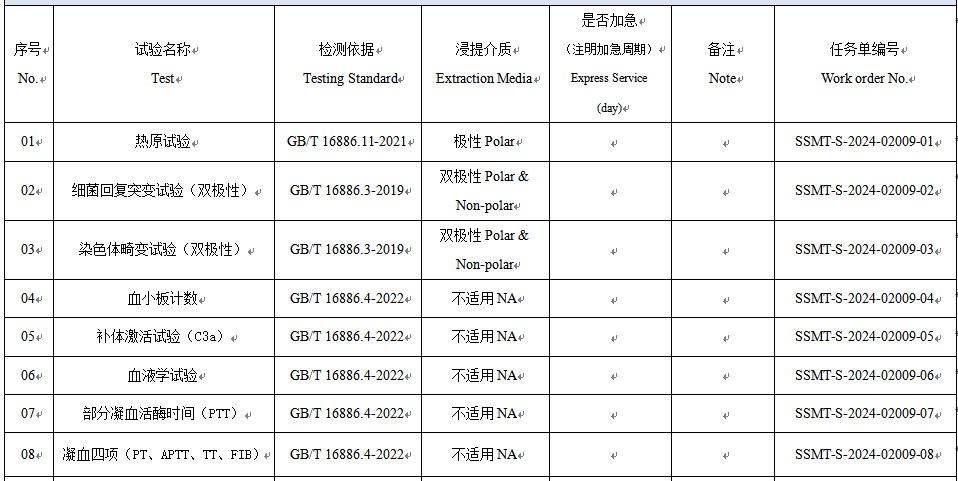 序号
No.
试验名称
Test
检测依据
Testing Standard
浸提介质
Extraction Media
是否加急
（注明加急周期）
Express Service
(day)
备注
Note
任务单编号
Work order No.
01
热原试验
GB/T 16886.11-2021
极性 Polar
SSMT-S-2024-02009-01
02
细菌回复突变试验（双极性）
GB/T 16886.3-2019
双极性 Polar &
Non-polar
SSMT-S-2024-02009-02
03
染色体畸变试验（双极性）
GB/T 16886.3-2019
双极性 Polar &
Non-polar
SSMT-S-2024-02009-03
04
血小板计数
GB/T 16886.4-2022
不适用 NA
SSMT-S-2024-02009-04
05
补体激活试验（C3a）
GB/T 16886.4-2022
不适用 NA
SSMT-S-2024-02009-05
06
血液学试验
GB/T 16886.4-2022
不适用 NA
SSMT-S-2024-02009-06
07
部分凝血活酶时间（PTT）
GB/T 16886.4-2022
不适用 NA
SSMT-S-2024-02009-07
08
凝血四项（PT、APTT、TT、FIB）
GB/T 16886.4-2022
不适用 NA
SSMT-S-2024-02009-08